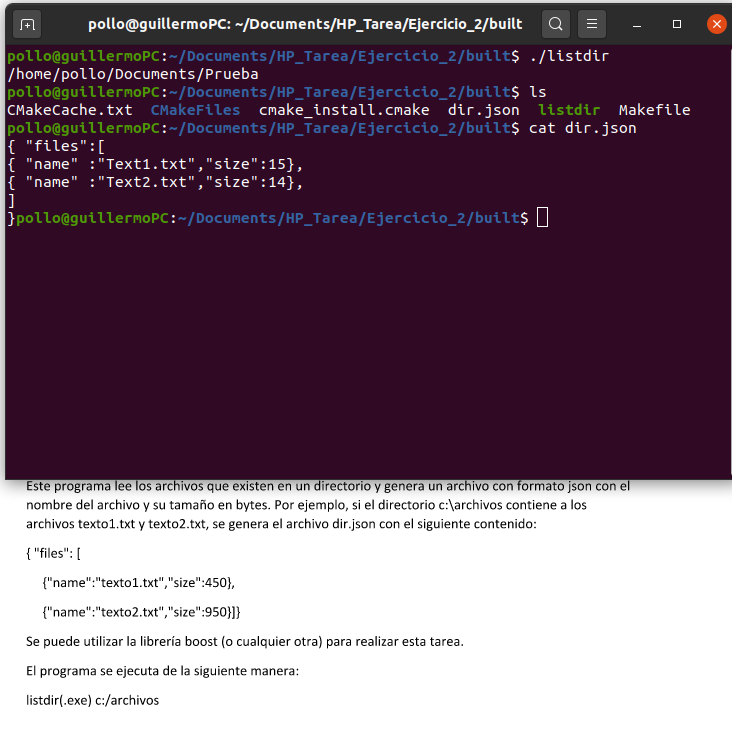 pollo@guillermoPC: ~/Documents/HP_Tarea/Ejercicio_2/built
pollo@guillermoPC:~/Documents/HP_Tarea/Ejercicio_2/built$ ./listdir
/home/pollo/Documents/Prueba
pollo@guillermoPC:~/Documents/HP_Tarea/Ejercicio_2/built$ ls
CMakeCache.txt  CMakeFiles  cmake_install.cmake  dir.json  listdir  Makefile
pollo@guillermoPC:~/Documents/HP_Tarea/Ejercicio_2/built$ cat dir.json
{ "files":[
{ "name" :"Text1.txt","size":15},
{ "name" :"Text2.txt","size":14},
]
}pollo@guillermoPC:~/Documents/HP_Tarea/Ejercicio_2/built$
Este programa lee los archivos que existen en un directorio y genera un archivo con formato json con el
nombre del archivo y su tamaño en bytes. Por ejemplo, si el directorio c:\archivos contiene a los
archivos texto1.txt y texto2.txt, se genera el archivo dir.json con el siguiente contenido:
{ "files": [
{"name":"texto1.txt","size":450},
{"name":"texto2.txt","size":950}]}
Se puede utilizar la librería boost (o cualquier otra) para realizar esta tarea.
El programa se ejecuta de la siguiente manera:
listdir(.exe) c:/archivos